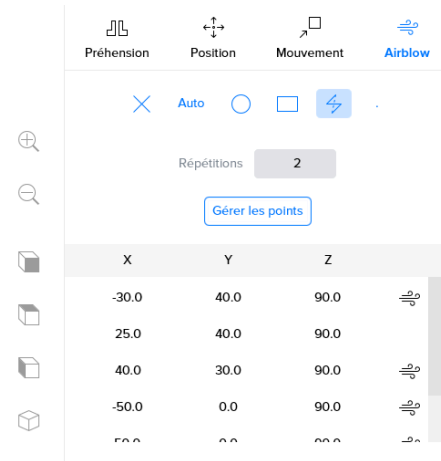 Préhension Position Mouvement Airblow
Auto
Répétitions 2
Gérer les points
X Y Z
-30.0 40.0 90.0
25.0 40.0 90.0
40.0 30.0 90.0
-50.0 0.0 90.0